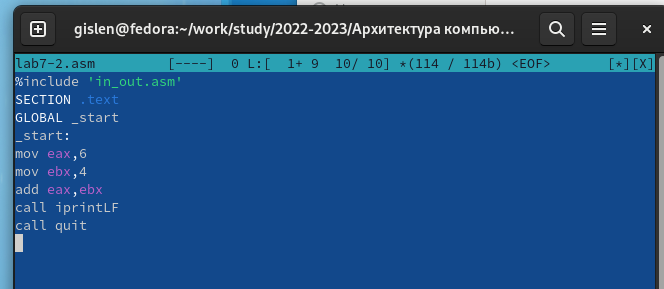 gislen@fedora:~/work/study/2022-2023/Архитектура компью...
lab7-2.asm [----] 0 L:[ 1+ 9 10/ 10] *(114 / 114b) <EOF> [*][X]
%include 'in_out.asm'
SECTION .text
GLOBAL _start
_start:
mov eax,6
mov ebx,4
add eax,ebx
call iprintLF
call quit